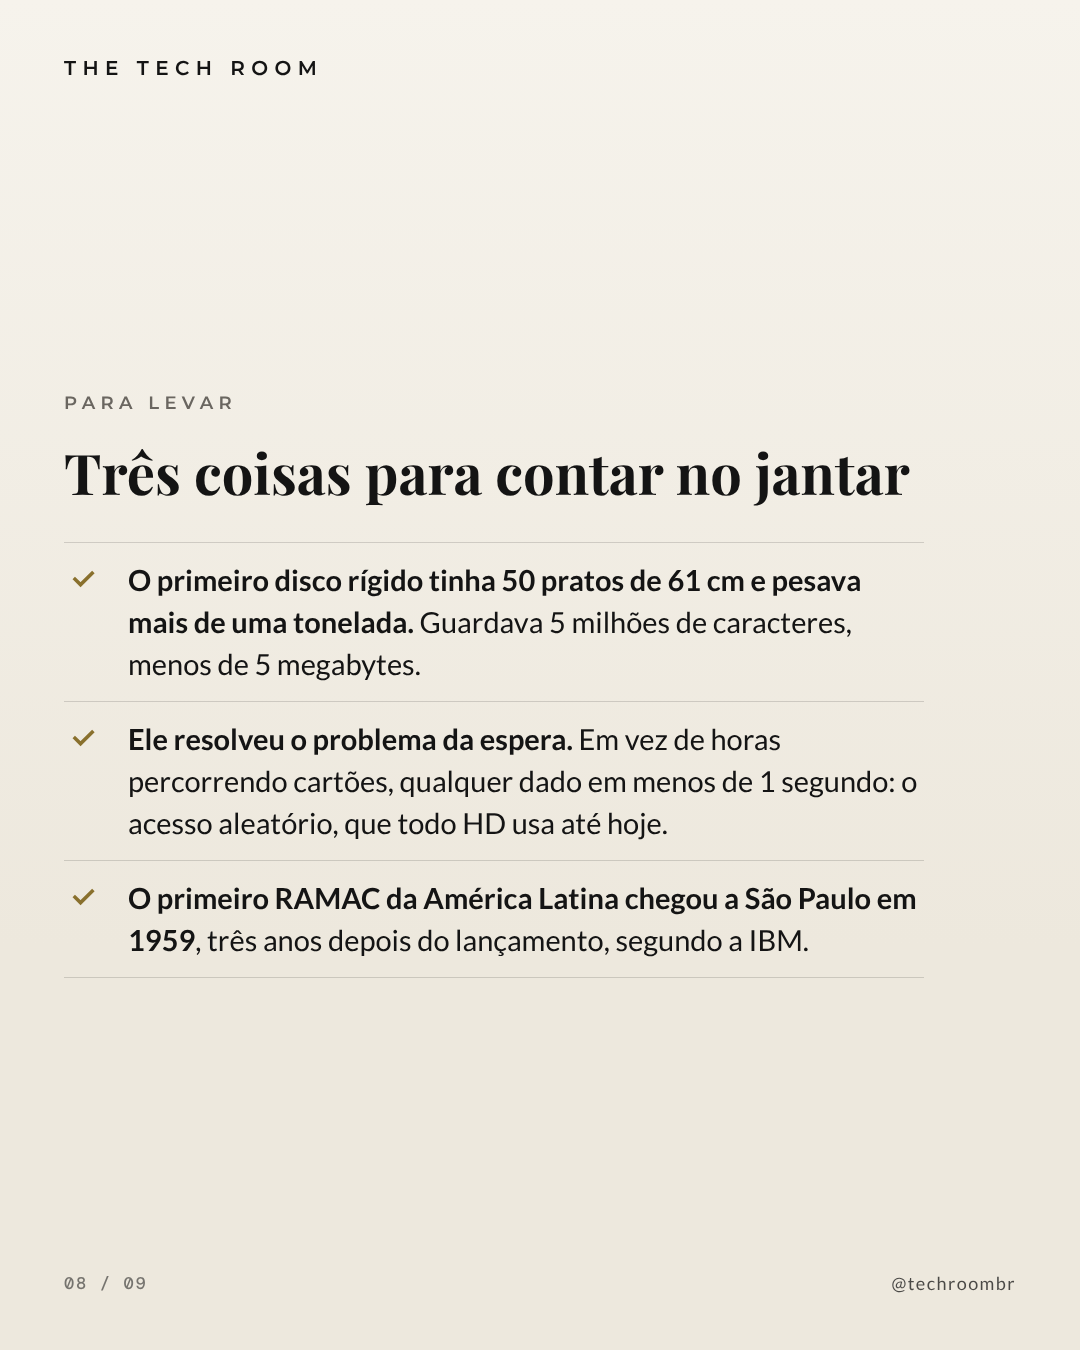 THE TECH ROOM
PARA LEVAR
Três coisas para contar no jantar
O primeiro disco rígido tinha 50 pratos de 61 cm e pesava
mais de uma tonelada. Guardava 5 milhões de caracteres,
menos de 5 megabytes.
Ele resolveu o problema da espera. Em vez de horas
percorrendo cartões, qualquer dado em menos de 1 segundo: o
acesso aleatório, que todo HD usa até hoje.
O primeiro RAMAC da América Latina chegou a São Paulo em
1959, três anos depois do lançamento, segundo a IBM.
08 / 09
@techroombr